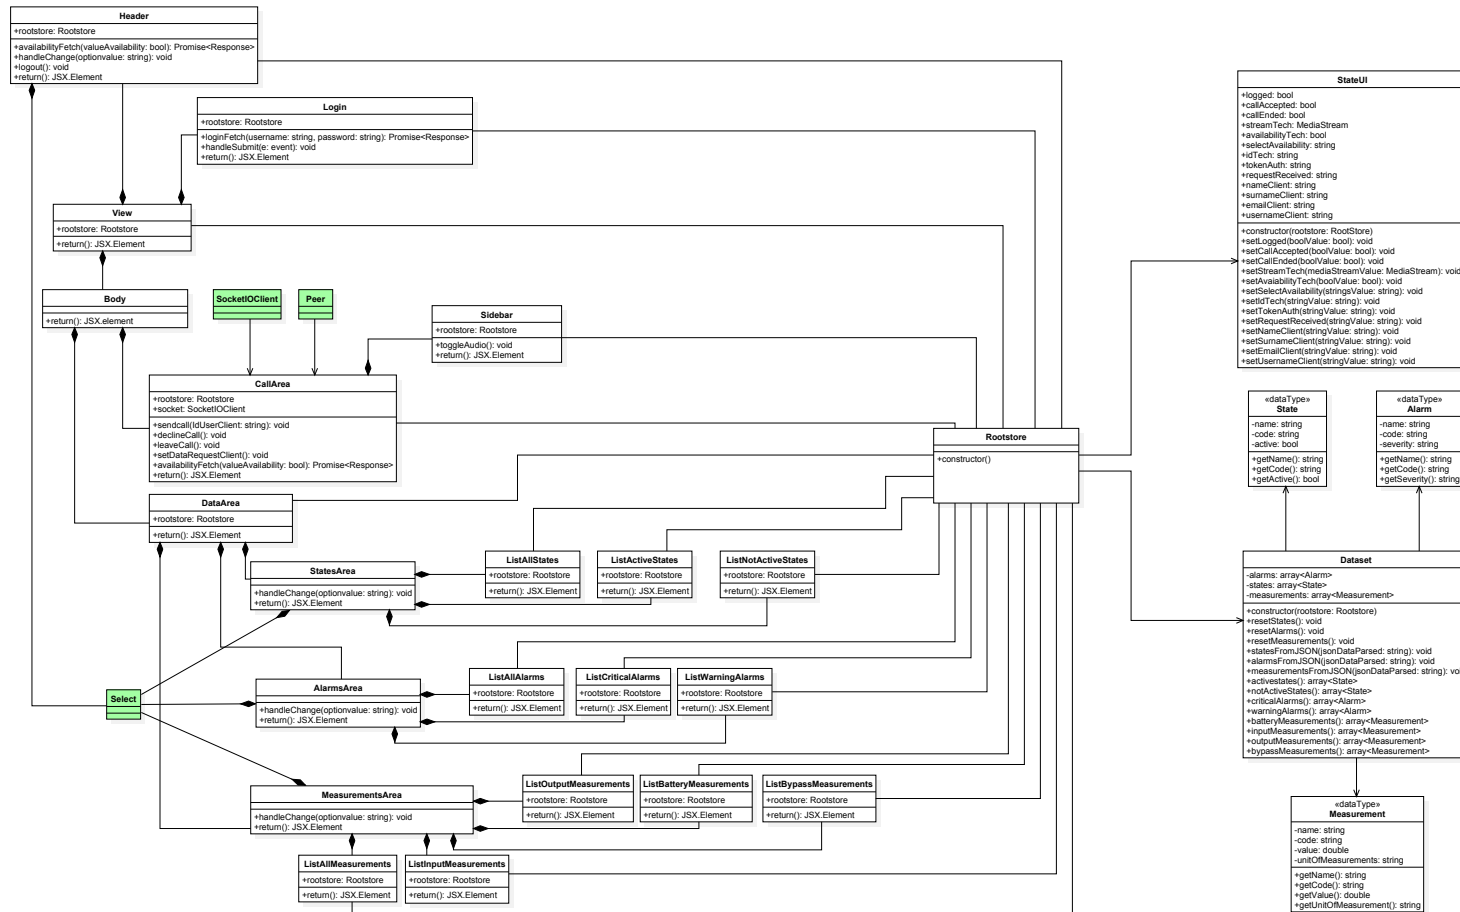 Header
+rootstore: Rootstore
+availabilityFetch(valueAvailability: bool): Promise<Response>
+handleChange(optionvalue: string): void
+logout(): void
+return(): JSX.Element
Login
+rootstore: Rootstore
+loginFetch(username: string, password: string): Promise<Response>
+handleSubmit(e: event): void
+return(): JSX.Element
View
+rootstore: Rootstore
+return(): JSX.Element
Body
+return(): JSX.element
SocketIOClient
Peer
Sidebar
+rootstore: Rootstore
+toggleAudio(): void
+return(): JSX.Element
CallArea
+rootstore: Rootstore
+socket: SocketIOClient
+sendcall(IdUserClient: string): void
+declineCall(): void
+leaveCall(): void
+setDataRequestClient(): void
+availabilityFetch(valueAvailability: bool): Promise<Response>
+return(): JSX.Element
DataArea
+rootstore: Rootstore
+return(): JSX.Element
StatesArea
+handleChange(optionvalue: string): void
+return(): JSX.Element
ListAllStates
+rootstore: Rootstore
+return(): JSX.Element
ListActiveStates
+rootstore: Rootstore
+return(): JSX.Element
ListNotActiveStates
+rootstore: Rootstore
+return(): JSX.Element
Select
AlarmsArea
+handleChange(optionvalue: string): void
+return(): JSX.Element
ListAllAlarms
+rootstore: Rootstore
+return(): JSX.Element
ListCriticalAlarms
+rootstore: Rootstore
+return(): JSX.Element
ListWarningAlarms
+rootstore: Rootstore
+return(): JSX.Element
MeasurementsArea
+handleChange(optionvalue: string): void
+return(): JSX.Element
ListOutputMeasurements
+rootstore: Rootstore
+return(): JSX.Element
ListBatteryMeasurements
+rootstore: Rootstore
+return(): JSX.Element
ListBypassMeasurements
+rootstore: Rootstore
+return(): JSX.Element
ListAllMeasurements
+rootstore: Rootstore
+return(): JSX.Element
ListInputMeasurements
+rootstore: Rootstore
+return(): JSX.Element
Rootstore
+constructor()
StateUI
+logged: bool
+callAccepted: bool
+callEnded: bool
+streamTech: MediaStream
+availabilityTech: bool
+selectAvailability: string
+idTech: string
+tokenAuth: string
+requestReceived: string
+nameClient: string
+surnameClient: string
+emailClient: string
+usernameClient: string
+constructor(rootstore: RootStore)
+setLogged(boolValue: bool): void
+setCallAccepted(boolValue: bool): void
+setCallEnded(boolValue: bool): void
+setStreamTech(mediaStreamValue: MediaStream): void
+setAvaiabilityTech(boolValue: bool): void
+setSelectAvailability(stringsValue: string): void
+setIdTech(stringValue: string): void
+setTokenAuth(stringValue: string): void
+setRequestReceived(stringValue: string): void
+setNameClient(stringValue: string): void
+setSurnameClient(stringValue: string): void
+setEmailClient(stringValue: string): void
+setUsernameClient(stringValue: string): void
«dataType»
State
-name: string
-code: string
-active: bool
+getName(): string
+getCode(): string
+getActive(): bool
«dataType»
Alarm
-name: string
-code: string
-severity: string
+getName(): string
+getCode(): string
+getSeverity(): string
Dataset
-alarms: array<Alarm>
-states: array<State>
-measurements: array<Measurement>
+constructor(rootstore: Rootstore)
+resetStates(): void
+resetAlarms(): void
+resetMeasurements(): void
+statesFromJSON(jsonDataParsed: string): void
+alarmsFromJSON(jsonDataParsed: string): void
+measurementsFromJSON(jsonDataParsed: string): void
+activestates(): array<State>
+notActiveStates(): array<State>
+criticalAlarms(): array<Alarm>
+warningAlarms(): array<Alarm>
+batteryMeasurements(): array<Measurement>
+inputMeasurements(): array<Measurement>
+outputMeasurements(): array<Measurement>
+bypassMeasurements(): array<Measurement>
«dataType»
Measurement
-name: string
-code: string
-value: double
-unitOfMeasurements: string
+getName(): string
+getCode(): string
+getValue(): double
+getUnitOfMeasurement(): string